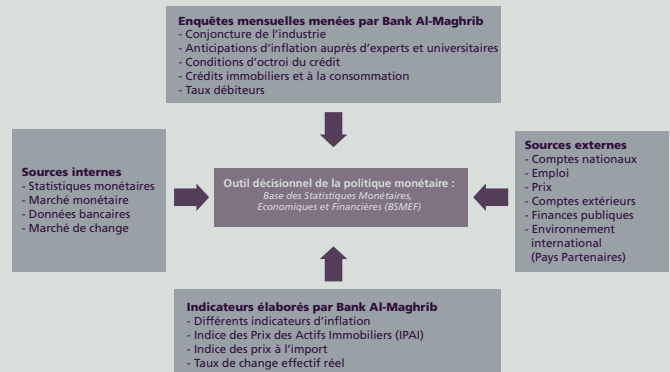 Enquêtes mensuelles menées par Bank Al-Maghrib
- Conjoncture de l’industrie
- Anticipations d’inflation auprès d’experts et universitaires
- Conditions d’octroi du crédit
- Crédits immobiliers et à la consommation
- Taux débiteurs
Sources internes
- Statistiques monétaires
- Marché monétaire
- Données bancaires
- Marché de change
Outil décisionnel de la politique monétaire :
Base des Statistiques Monétaires,
Economiques et Financières (BSMEF)
Sources externes
- Comptes nationaux
- Emploi
- Prix
- Comptes extérieurs
- Finances publiques
- Environnement
international
(Pays Partenaires)
Indicateurs élaborés par Bank Al-Maghrib
- Différents indicateurs d’inflation
- Indice des Prix des Actifs Immobiliers (IPAI)
- Indice des prix à l’import
- Taux de change effectif réel